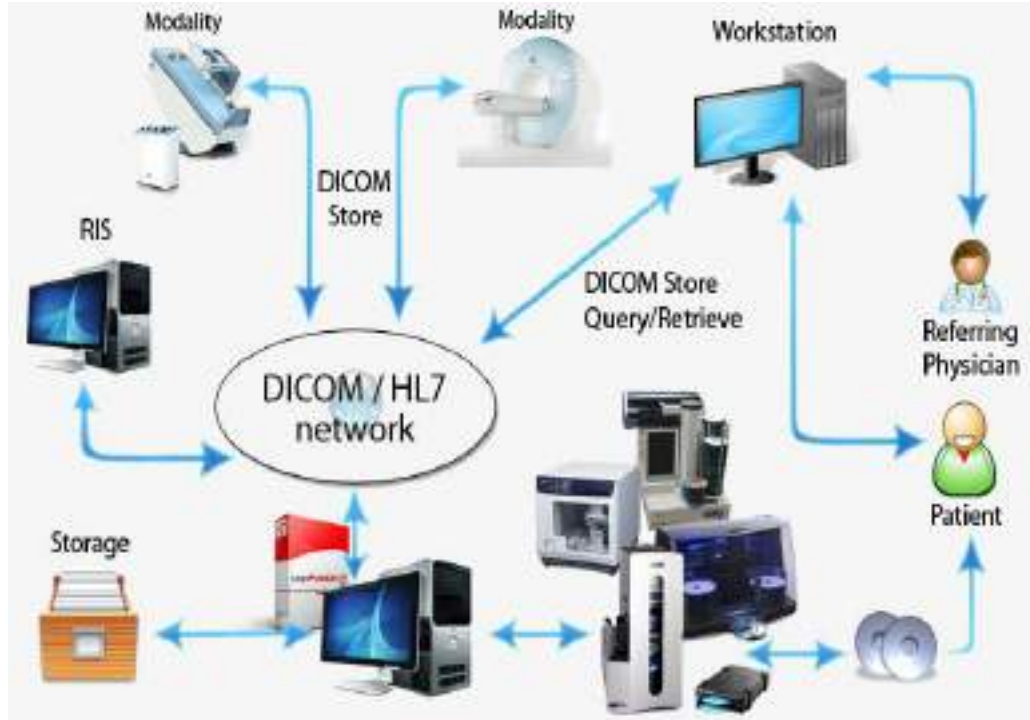 Modality
Modality
Workstation
DICOM
Store
RIS
DICOM Store
Query/Retrieve
Referring
Physician
DICOM / HL7
network
Patient
Storage